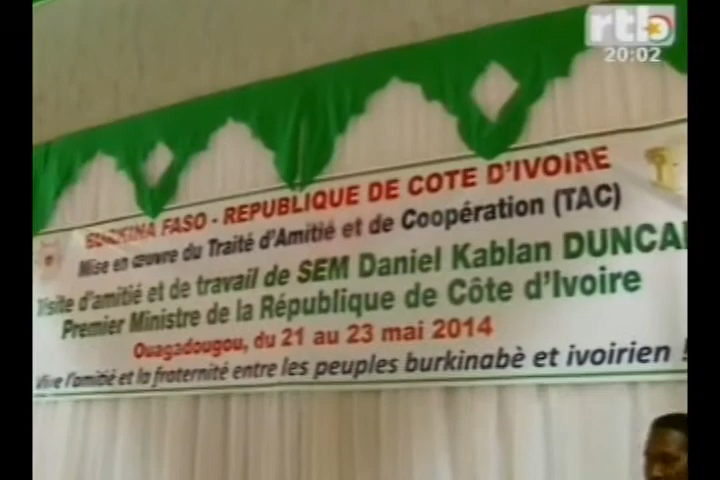 rtb
20:02
BURKINA FASO - REPUBLIQUE DE COTE D'IVOIRE
Mise en œuvre du Traité d'Amitié et de Coopération (TAC)
Visite d'amitié et de travail de SEM Daniel Kablan DUNCAN
Premier Ministre de la République de Côte d'Ivoire
Ouagadougou, du 21 au 23 mai 2014
Vive l'amitié et la fraternité entre les peuples burkinabè et ivoirien !